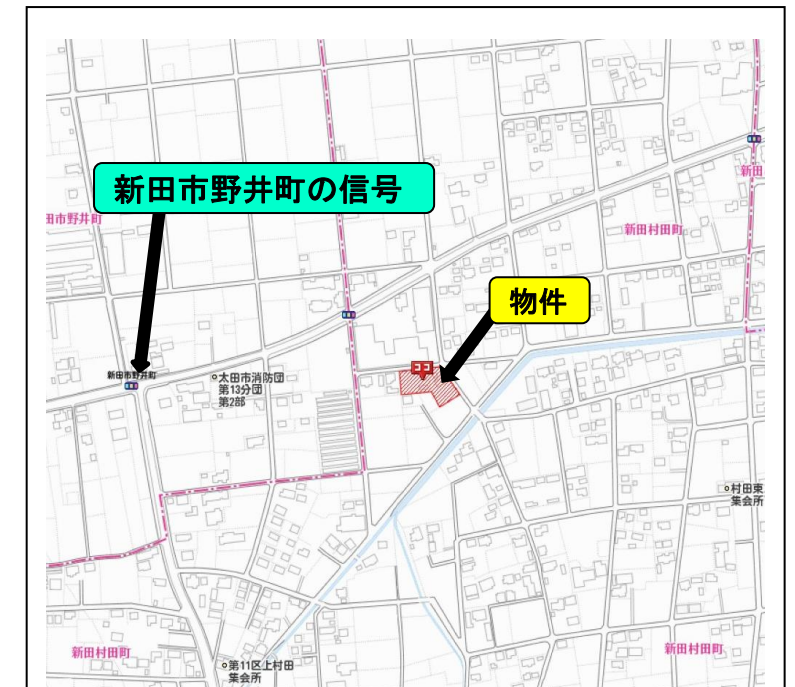 新田市野井町の信号
新田
田市野井町
新田村田町
物件
ココ
新田市野井町
太田市消防団
第13分団
第2部
村田東
集会所
新田村田町
新田村田町
第11区上村田
集会所